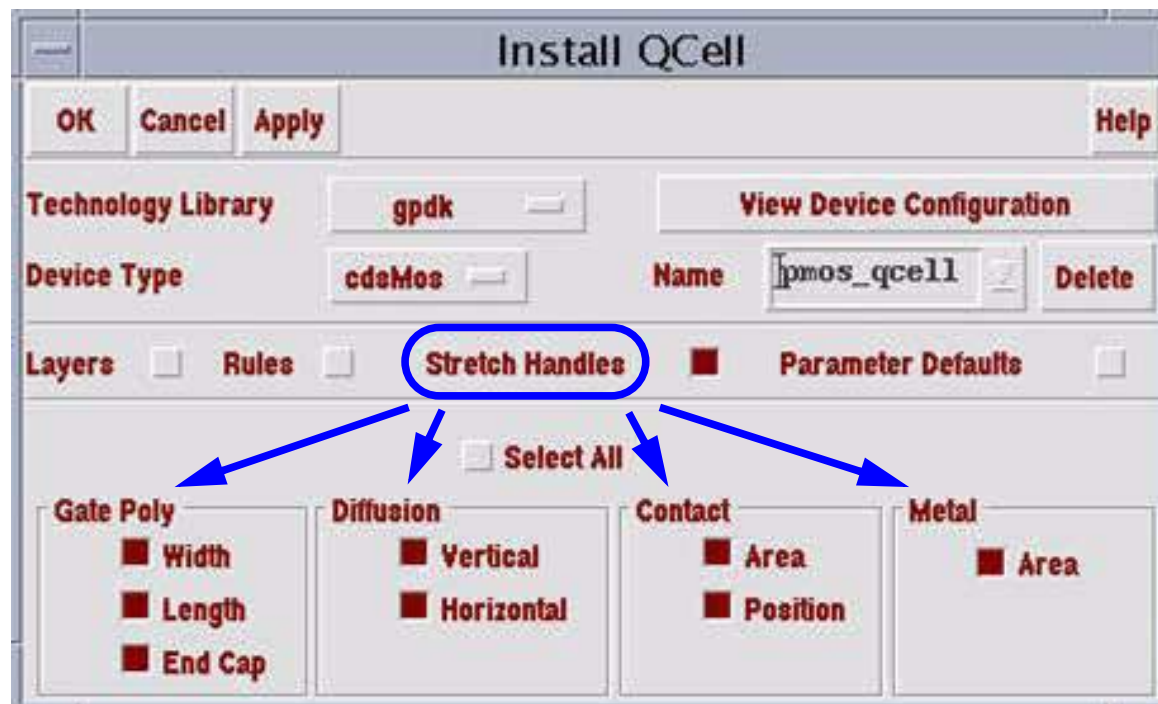 Install QCell
OK Cancel Apply Help
Technology Library gpdk View Device Configuration
Device Type cdsMos Name pmos_qcell Delete
Layers Rules Stretch Handles Parameter Defaults
Select All
Gate Poly Diffusion Contact Metal
Width Vertical Area Area
Length Horizontal Position
End Cap